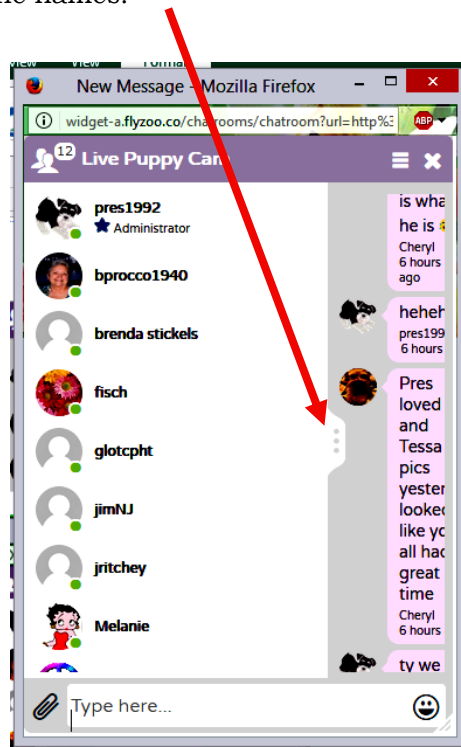 the names.
View View Format
New Message - Mozilla Firefox
widget-a.flyzoo.co/chatrooms/chatroom?url=http%3
ABP
12 Live Puppy Cam
pres1992
Administrator
bprocco1940
brenda stickels
fisch
glotcpht
jimNJ
jritchey
Melanie
is wha
he is
Cheryl
6 hours
ago
heheh
pres199
6 hours
Pres
loved
and
Tessa
pics
yester
looked
like yo
all had
great
time
Cheryl
6 hours
ty we
Type here...